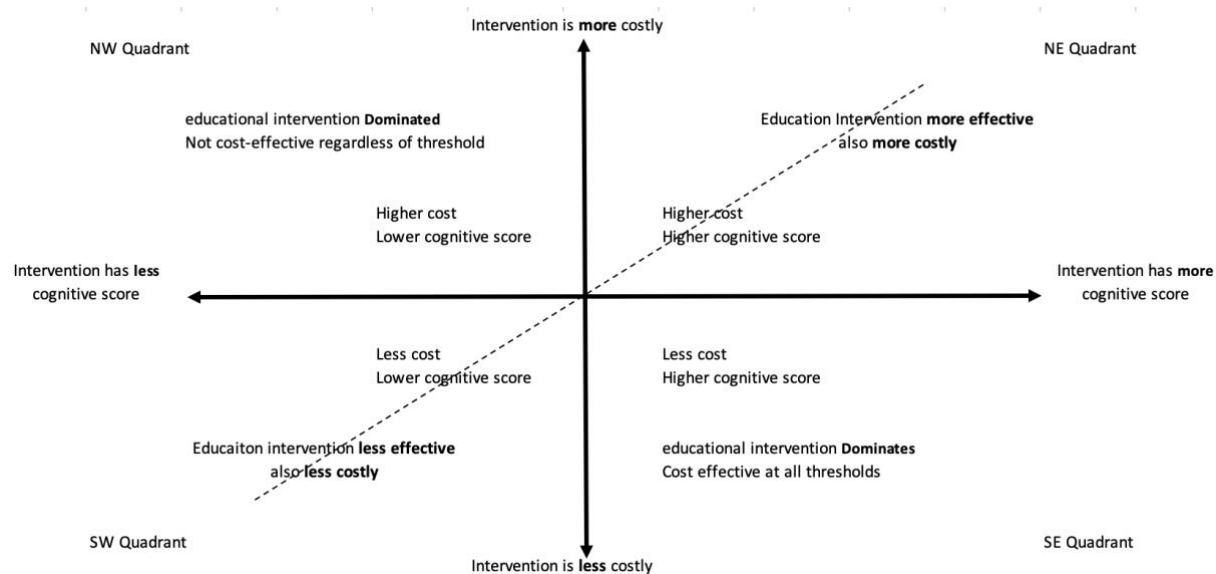 Intervention is more costly
NW Quadrant
NE Quadrant
educational intervention Dominated
Not cost-effective regardless of threshold
Education Intervention more effective
also more costly
Higher cost
Lower cognitive score
Higher cost
Higher cognitive score
Intervention has less
cognitive score
Intervention has more
cognitive score
Less cost
Lower cognitive score
Less cost
Higher cognitive score
Educaiton intervention less effective
also less costly
educational intervention Dominates
Cost effective at all thresholds
SW Quadrant
SE Quadrant
Intervention is less costly